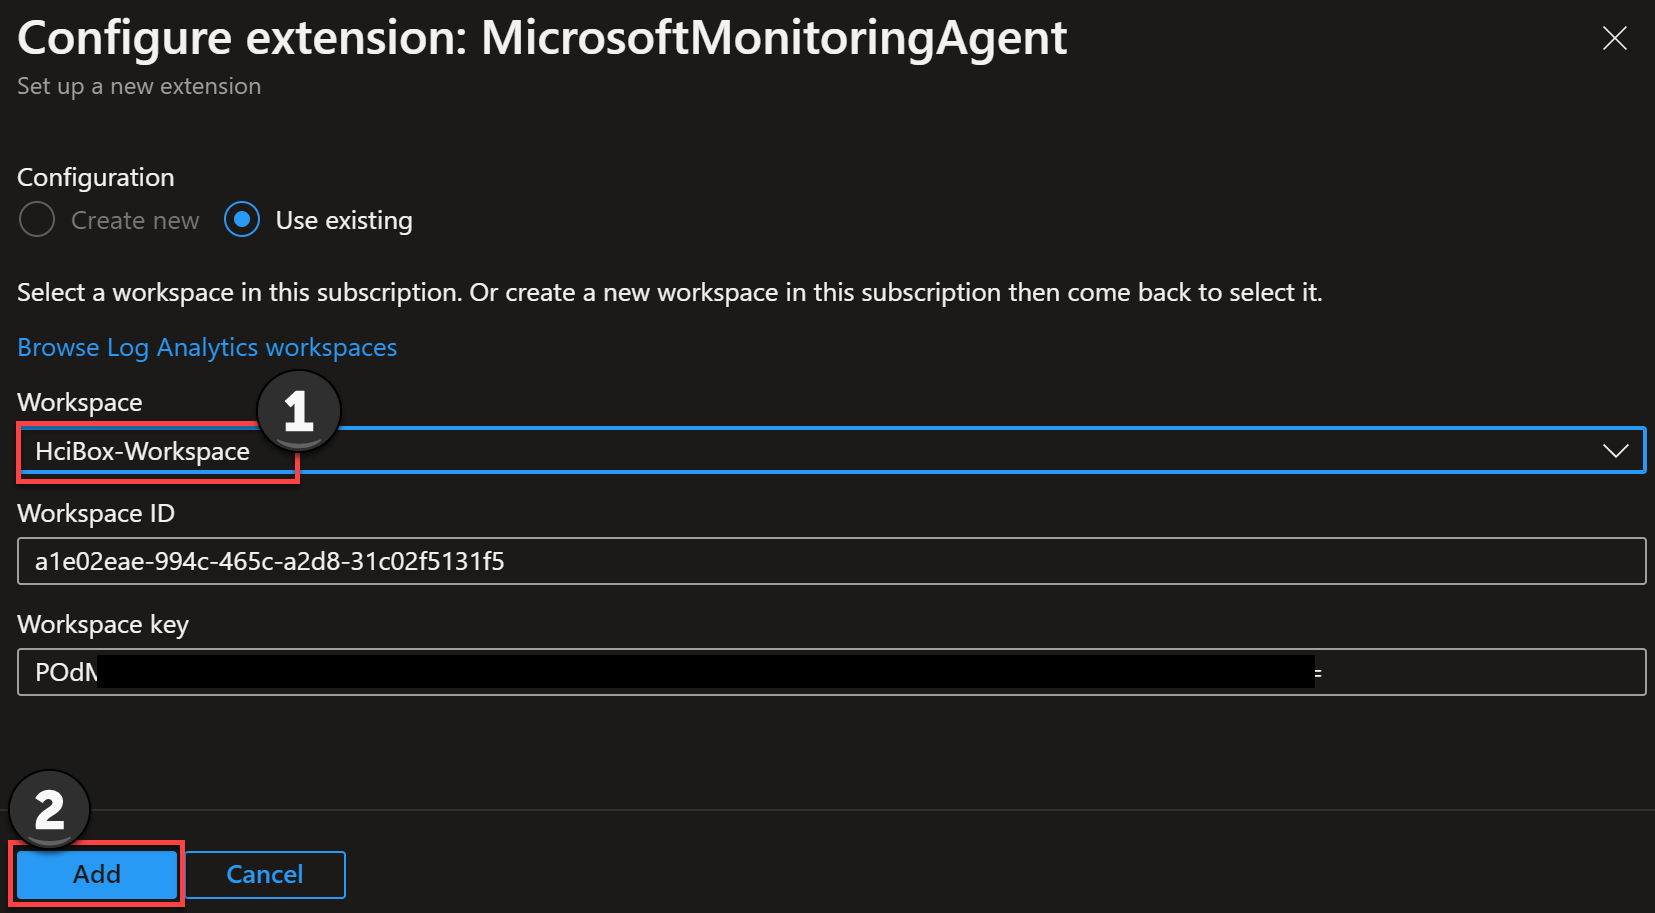 Configure extension: MicrosoftMonitoringAgent
Set up a new extension
Configuration
Create new
Use existing
Select a workspace in this subscription. Or create a new workspace in this subscription then come back to select it.
Browse Log Analytics workspaces
Workspace
1
HciBox-Workspace
Workspace ID
a1e02eae-994c-465c-a2d8-31c02f5131f5
Workspace key
POdM =
2
Add
Cancel